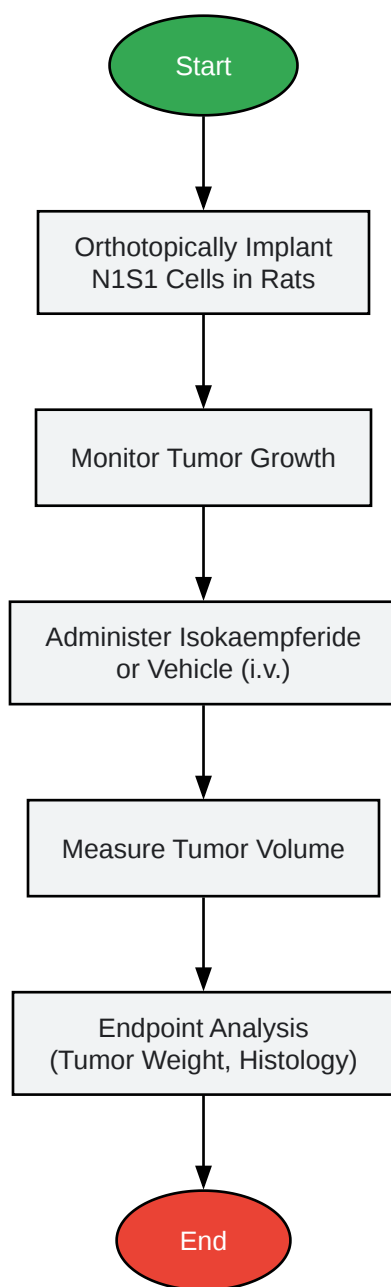 Start
Orthotopically Implant
N1S1 Cells in Rats
Monitor Tumor Growth
Administer Isokaempferide
or Vehicle (i.v.)
Measure Tumor Volume
Endpoint Analysis
(Tumor Weight, Histology)
End